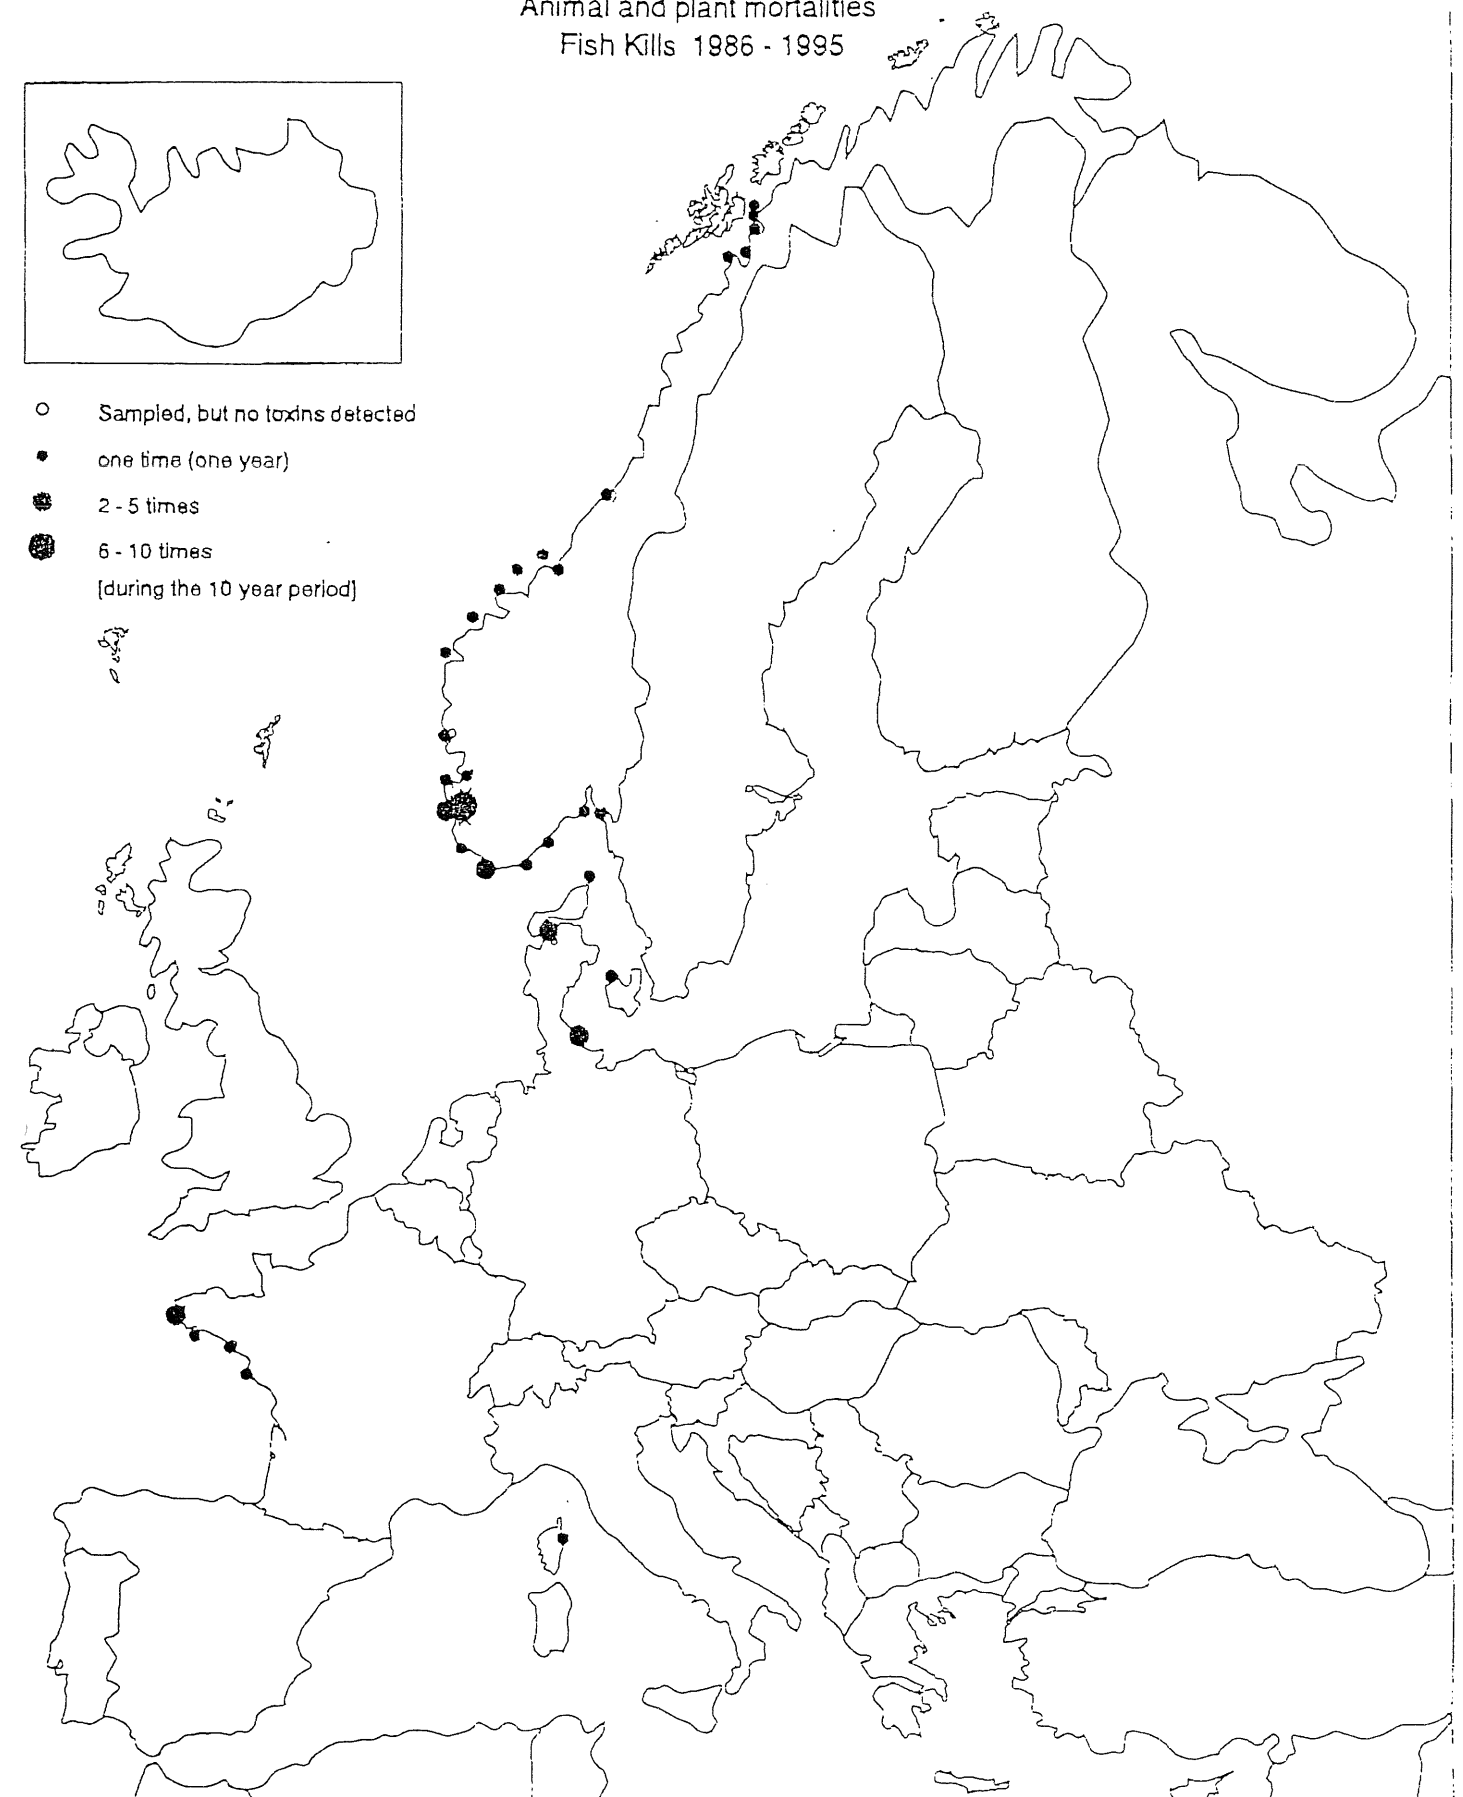 Animal and plant mortalities
Fish Kills 1986 - 1995
Sampled, but no toxins detected
one time (one year)
2 - 5 times
6 - 10 times
[during the 10 year period]